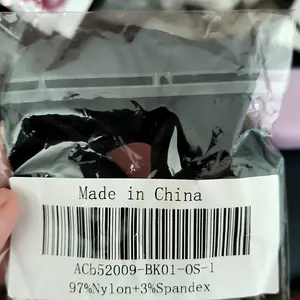 Made in China
ACb52009-BK01-OS-1
97%Nylon+3%Spandex